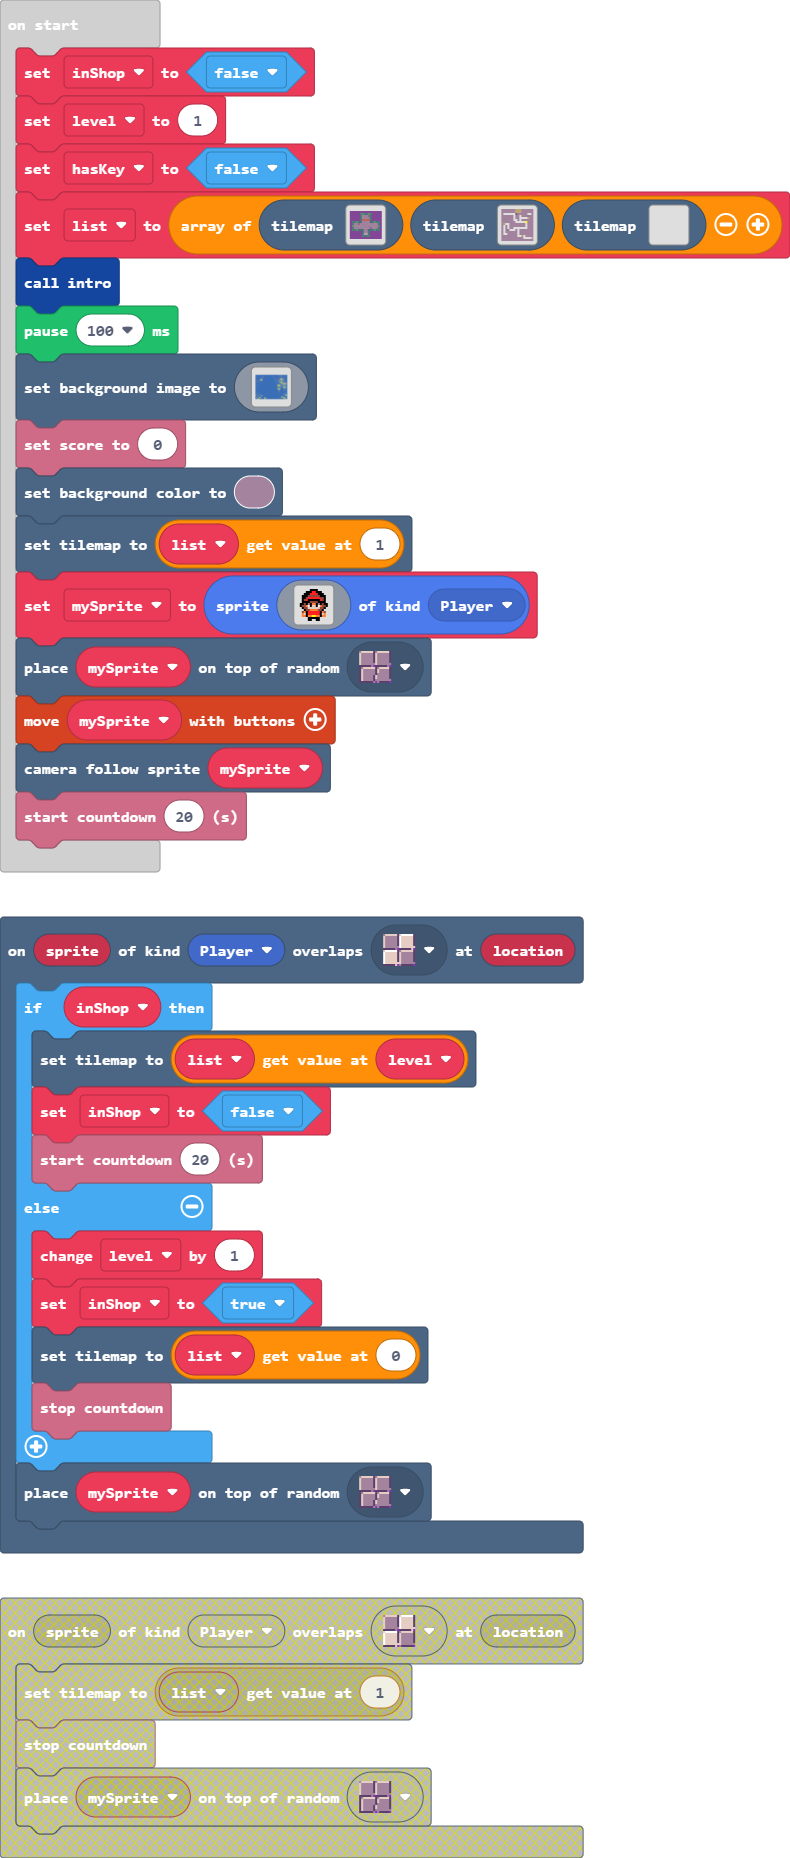 on start
set inShop to false
set level to 1
set hasKey to false
set list to array of tilemap tilemap tilemap
call intro
pause 100 ms
set background image to
set score to 0
set background color to
set tilemap to list get value at 1
set mySprite to sprite of kind Player
place mySprite on top of random
move mySprite with buttons
camera follow sprite mySprite
start countdown 20 (s)
on sprite of kind Player overlaps at location
if inShop then
set tilemap to list get value at level
set inShop to false
start countdown 20 (s)
else
change level by 1
set inShop to true
set tilemap to list get value at 0
stop countdown
place mySprite on top of random
on sprite of kind Player overlaps at location
set tilemap to list get value at 1
stop countdown
place mySprite on top of random